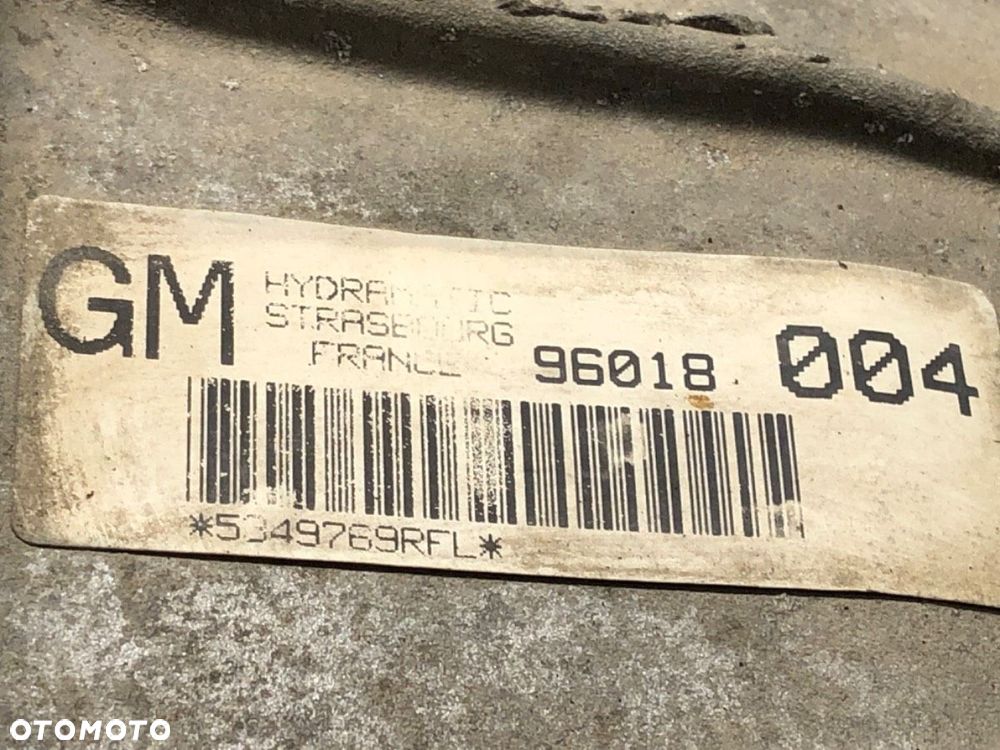 GM HYDRAMATIC
STRASBOURG
FRANCE 96018 004
*5349769RFL*
OTOMOTO